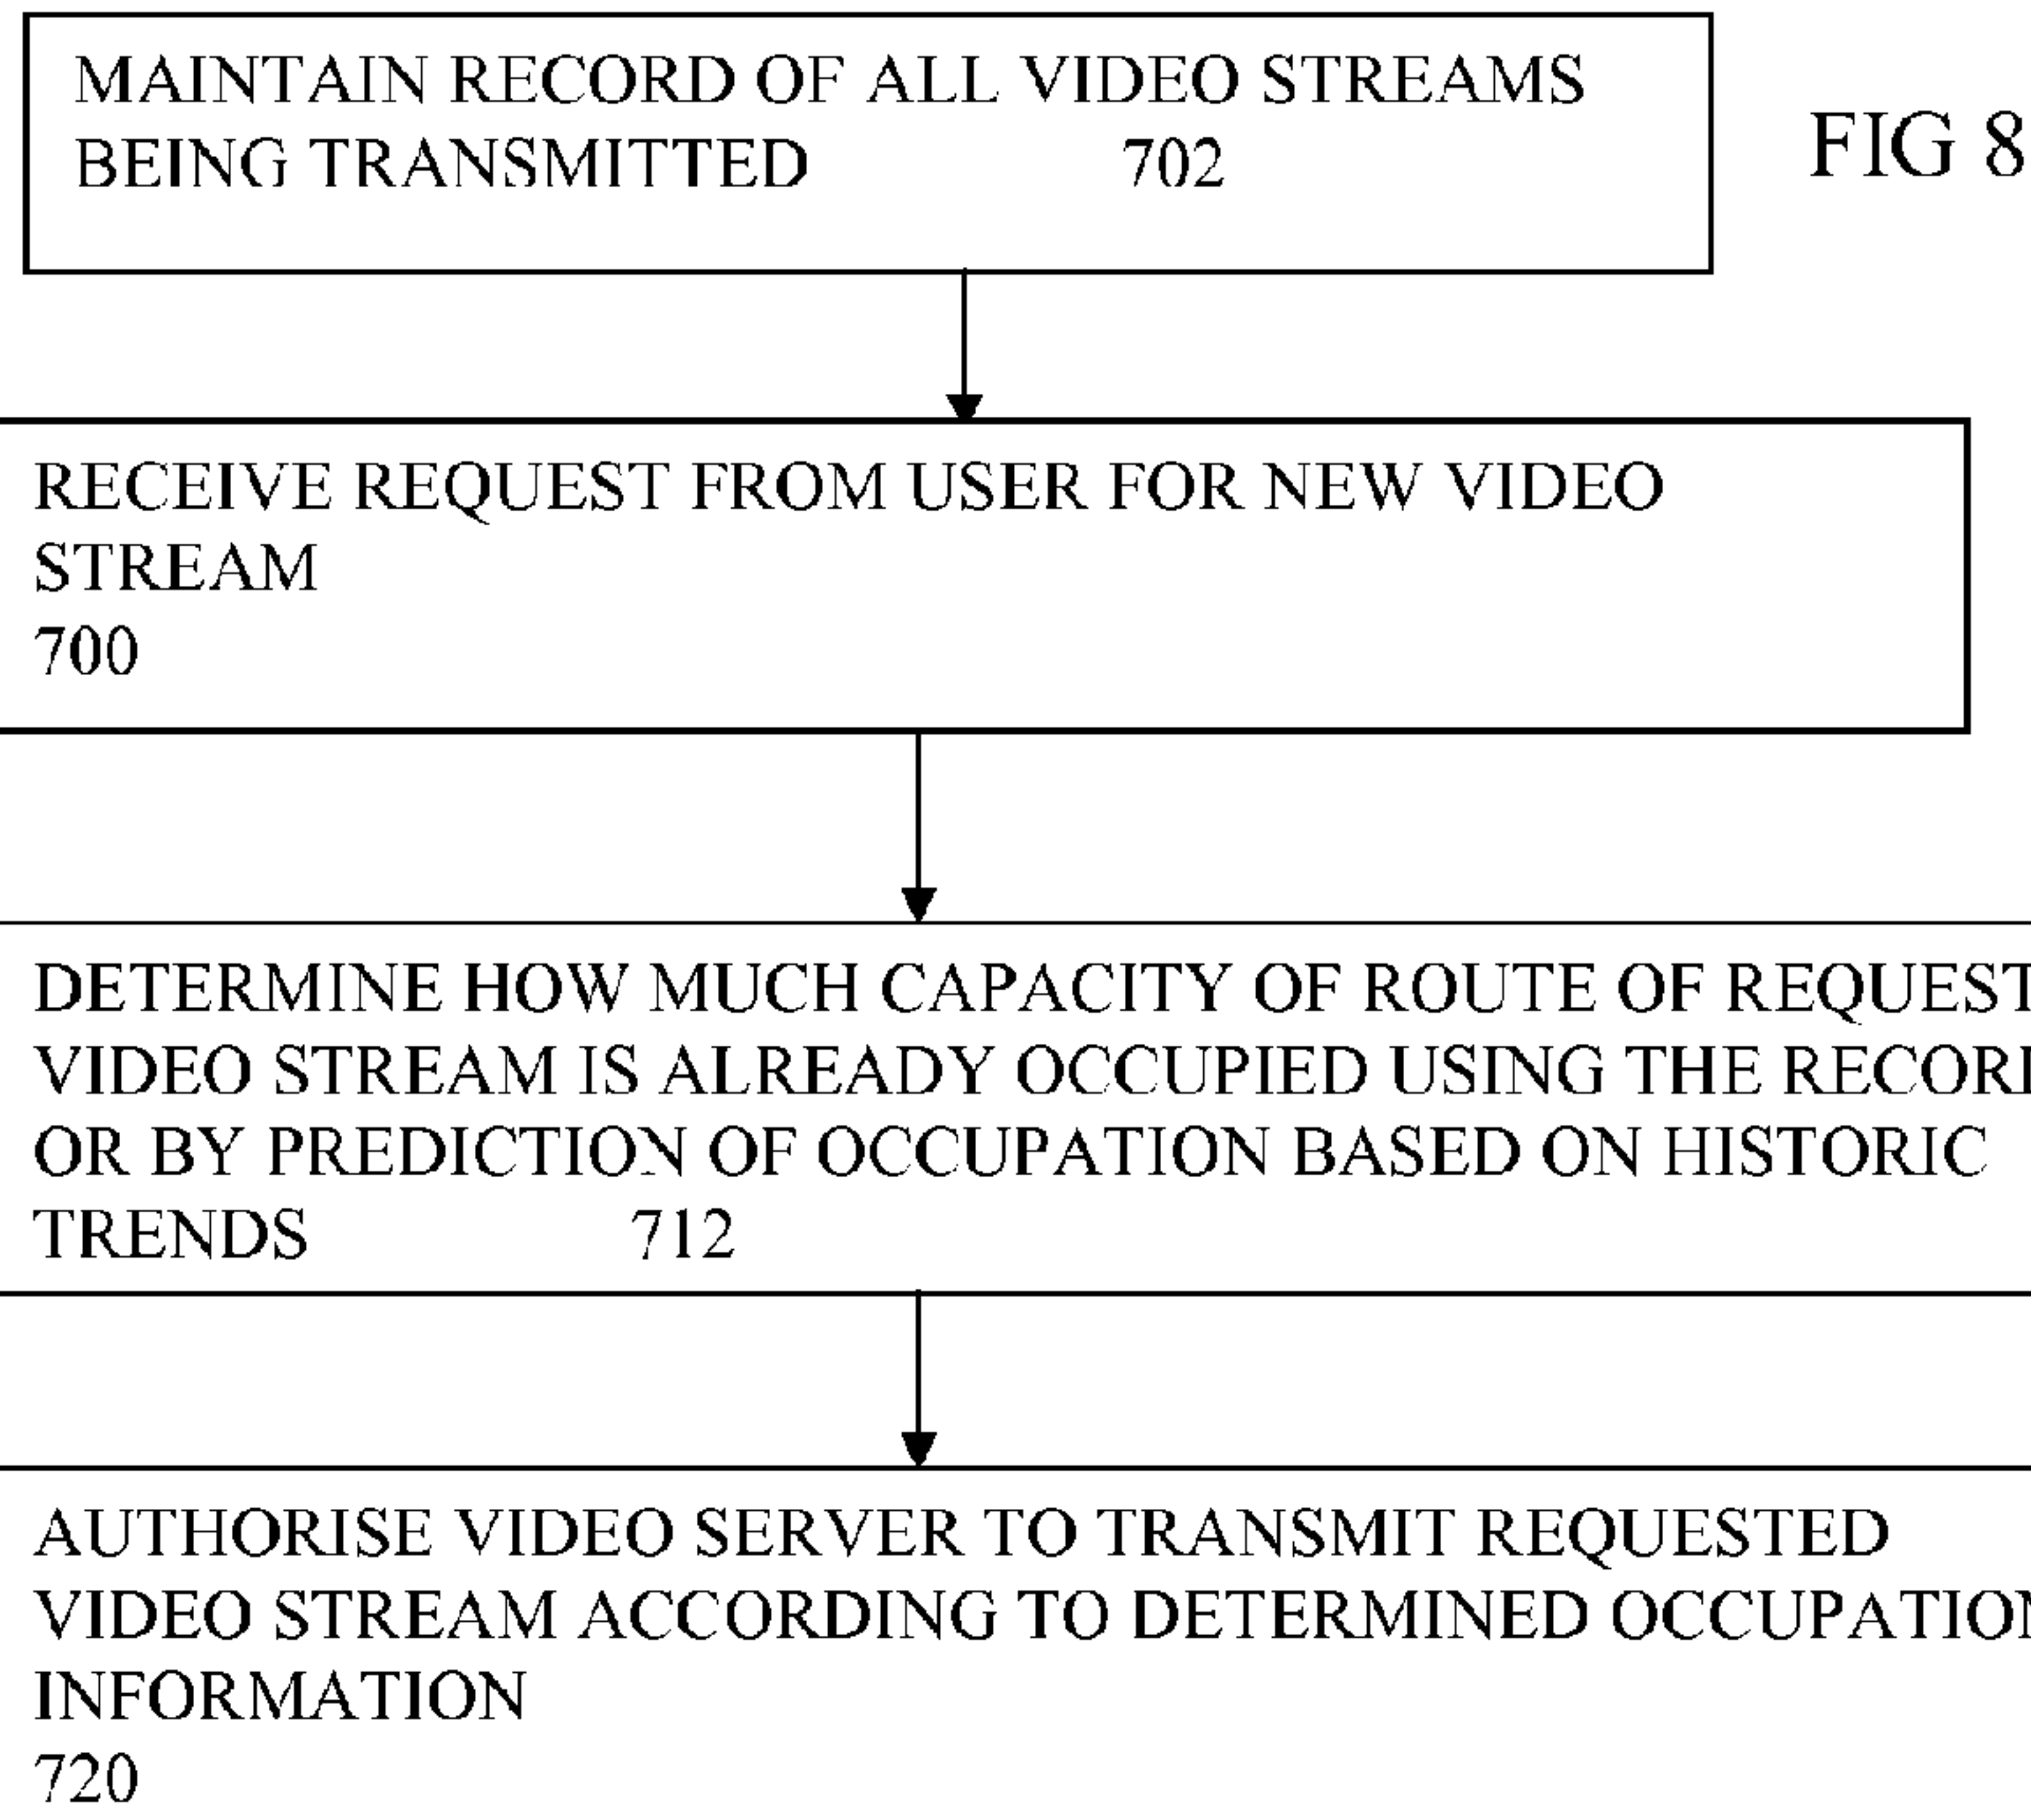 MAINTAIN RECORD OF ALL VIDEO STREAMS
BEING TRANSMITTED 702
FIG 8
RECEIVE REQUEST FROM USER FOR NEW VIDEO
STREAM
700
DETERMINE HOW MUCH CAPACITY OF ROUTE OF REQUEST
VIDEO STREAM IS ALREADY OCCUPIED USING THE RECORD
OR BY PREDICTION OF OCCUPATION BASED ON HISTORIC
TRENDS 712
AUTHORISE VIDEO SERVER TO TRANSMIT REQUESTED
VIDEO STREAM ACCORDING TO DETERMINED OCCUPATION
INFORMATION
720